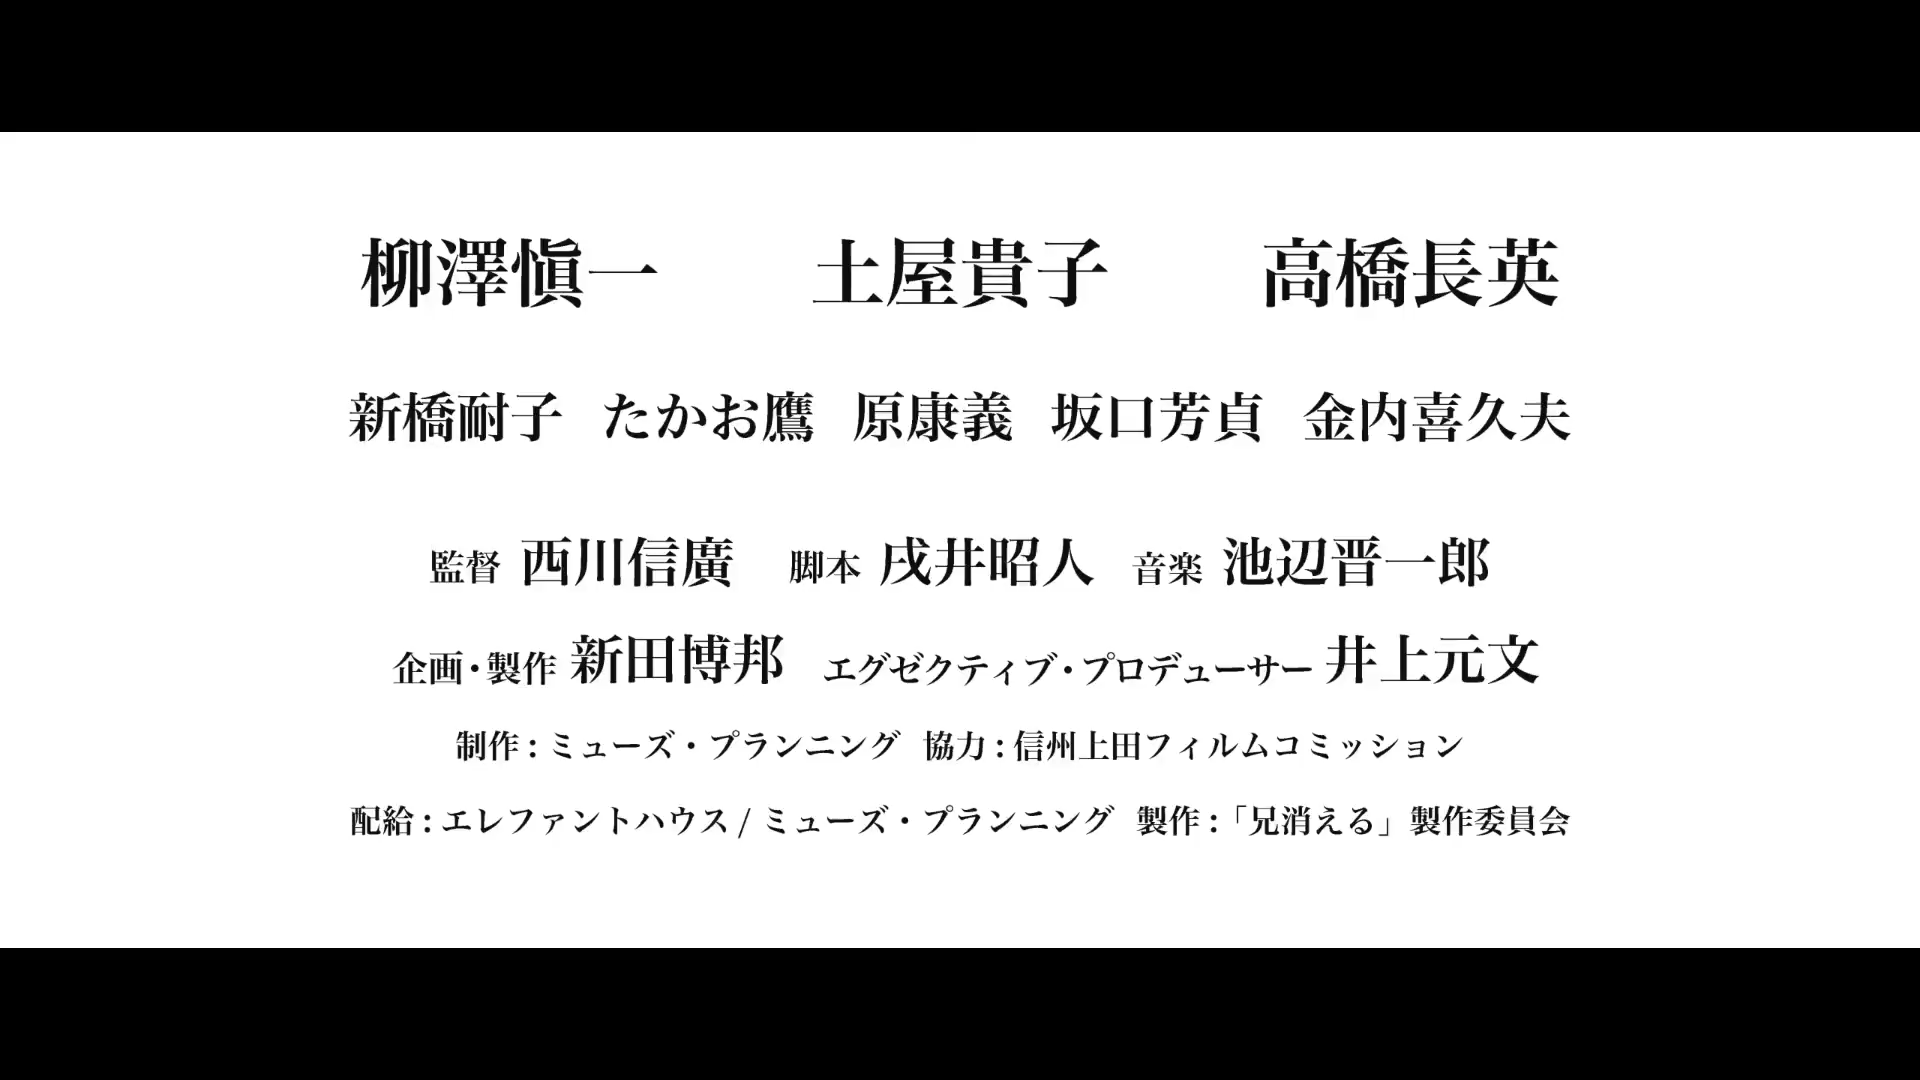 柳澤愼一 土屋貴子 高橋長英
新橋耐子 たかお鷹 原康義 坂口芳貞 金内喜久夫
監督 西川信廣 脚本 戌井昭人 音楽 池辺晋一郎
企画・製作 新田博邦 エグゼクティブ・プロデューサー 井上元文
制作 : ミューズ・プランニング 協力 : 信州上田フィルムコミッション
配給 : エレファントハウス / ミューズ・プランニング 製作 :「兄消える」製作委員会